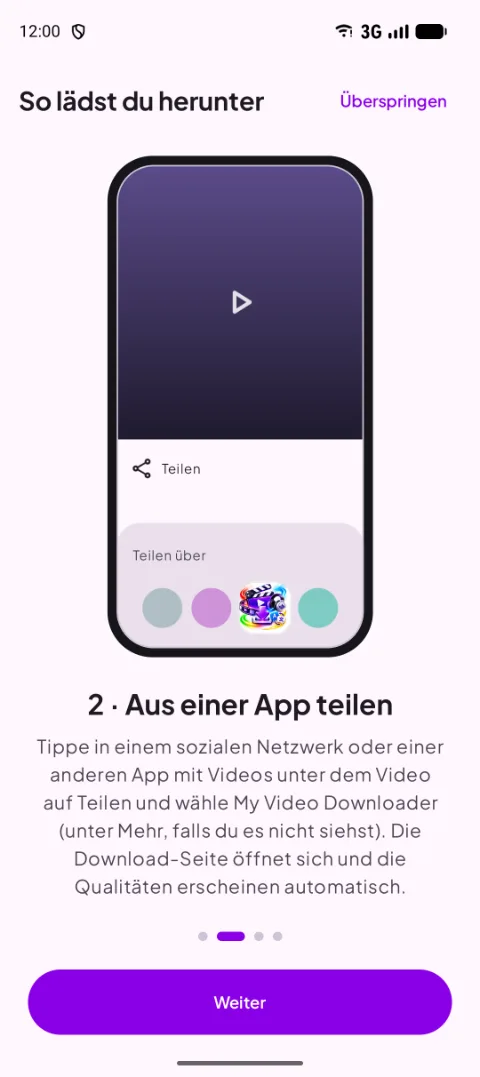 12:00
3G
So lädst du herunter
Überspringen
Teilen
Teilen über
2 · Aus einer App teilen
Tippe in einem sozialen Netzwerk oder einer
anderen App mit Videos unter dem Video
auf Teilen und wähle My Video Downloader
(unter Mehr, falls du es nicht siehst). Die
Download-Seite öffnet sich und die
Qualitäten erscheinen automatisch.
Weiter